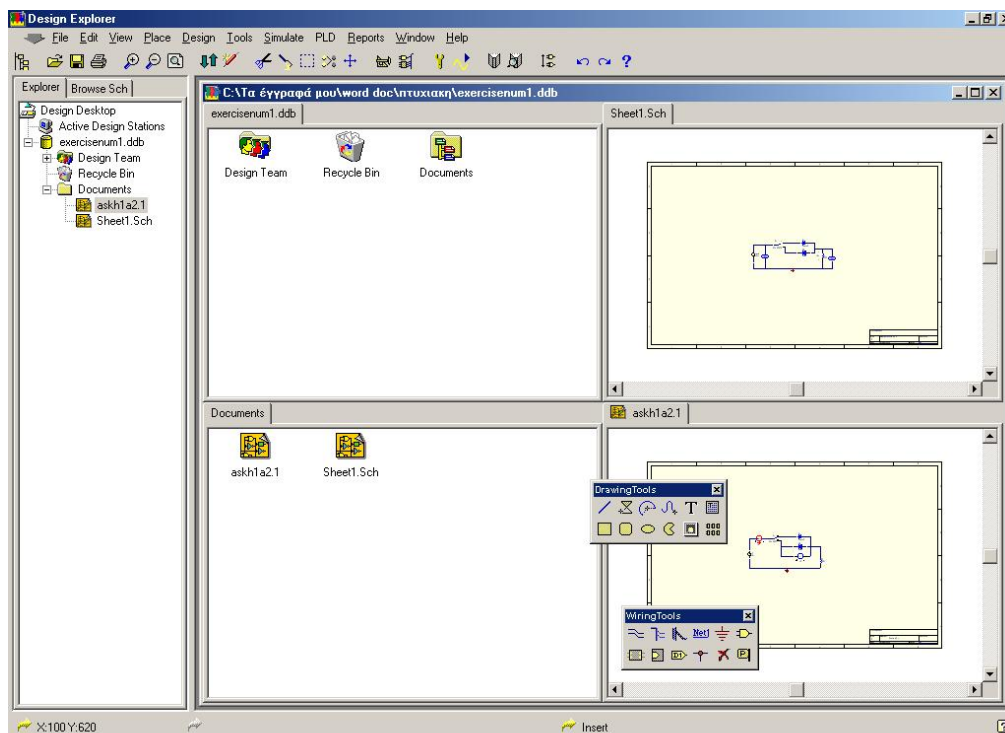 Design Explorer
File Edit View Place Design Tools Simulate PLD Reports Window Help
Explorer Browse Sch
Design Desktop
Active Design Stations
exercisenum1.ddb
Design Team
Recycle Bin
Documents
askh1a2.1
Sheet1.Sch
C:\Τα έγγραφά μου\word doc\πτυχιακη\exercisenum1.ddb
exercisenum1.ddb
Design Team Recycle Bin Documents
Sheet1.Sch
Documents
askh1a2.1 Sheet1.Sch
askh1a2.1
DrawingTools
T
WiringTools
Net1
D1
P
X:100 Y:620 Insert